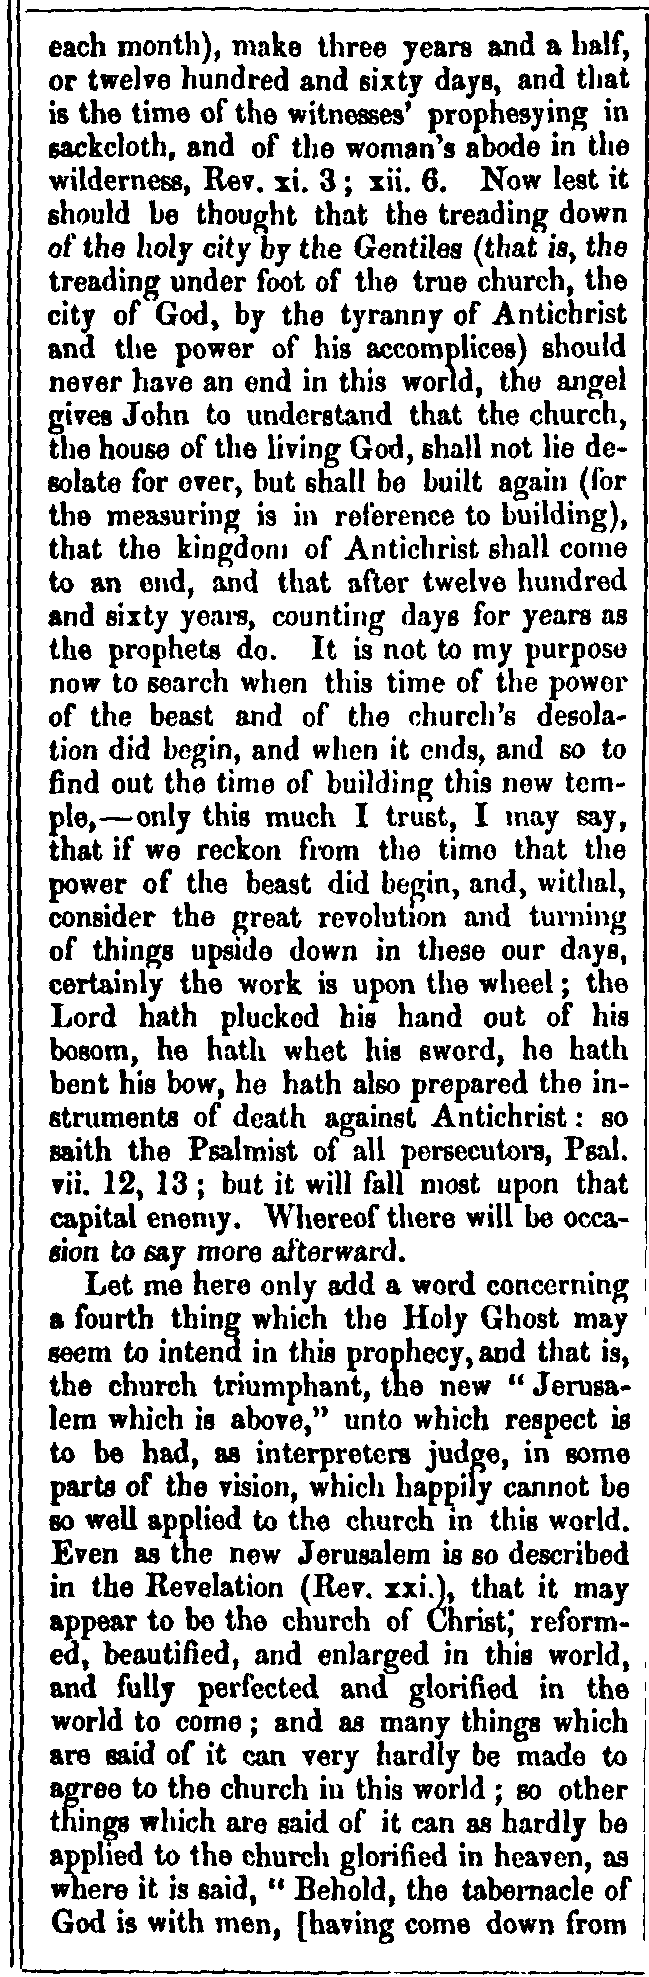 each month), make three years and a half,
or twelve hundred and sixty days, and that
is the time of the witnesses' prophesying in
sackcloth, and of the woman's abode in the
wilderness, Rev. xi. 3; xii. 6. Now lest it
should be thought that the treading down
of the holy city by the Gentiles (that is, the
treading under foot of the true church, the
city of God, by the tyranny of Antichrist
and the power of his accomplices) should
never have an end in this world, the angel
gives John to understand that the church,
the house of the living God, shall not lie de-
solate for ever, but shall be built again (for
the measuring is in reference to building),
that the kingdom of Antichrist shall come
to an end, and that after twelve hundred
and sixty years, counting days for years as
the prophets do. It is not to my purpose
now to search when this time of the power
of the beast and of the church's desola-
tion did begin, and when it ends, and so to
find out the time of building this new tem-
ple,—only this much I trust, I may say,
that if we reckon from the time that the
power of the beast did begin, and, withal,
consider the great revolution and turning
of things upside down in these our days,
certainly the work is upon the wheel; the
Lord hath plucked his hand out of his
bosom, he hath whet his sword, he hath
bent his bow, he hath also prepared the in-
struments of death against Antichrist: so
saith the Psalmist of all persecutors, Psal.
vii. 12, 13; but it will fall most upon that
capital enemy. Whereof there will be occa-
sion to say more afterward.
Let me here only add a word concerning
a fourth thing which the Holy Ghost may
seem to intend in this prophecy, and that is,
the church triumphant, the new "Jerusa-
lem which is above," unto which respect is
to be had, as interpreters judge, in some
parts of the vision, which happily cannot be
so well applied to the church in this world.
Even as the new Jerusalem is so described
in the Revelation (Rev. xxi.), that it may
appear to be the church of Christ; reform-
ed, beautified, and enlarged in this world,
and fully perfected and glorified in the
world to come; and as many things which
are said of it can very hardly be made to
agree to the church in this world; so other
things which are said of it can as hardly be
applied to the church glorified in heaven, as
where it is said, "Behold, the tabernacle of
God is with men, [having come down from